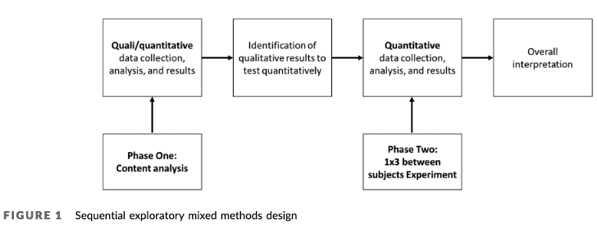 Quali/quantitative
data collection,
analysis, and results
Identification of
qualitative results to
test quantitatively
Quantitative
data collection,
analysis, and results
Overall
interpretation
Phase One:
Content analysis
Phase Two:
1x3 between
subjects Experiment
FIGURE 1 Sequential exploratory mixed methods design